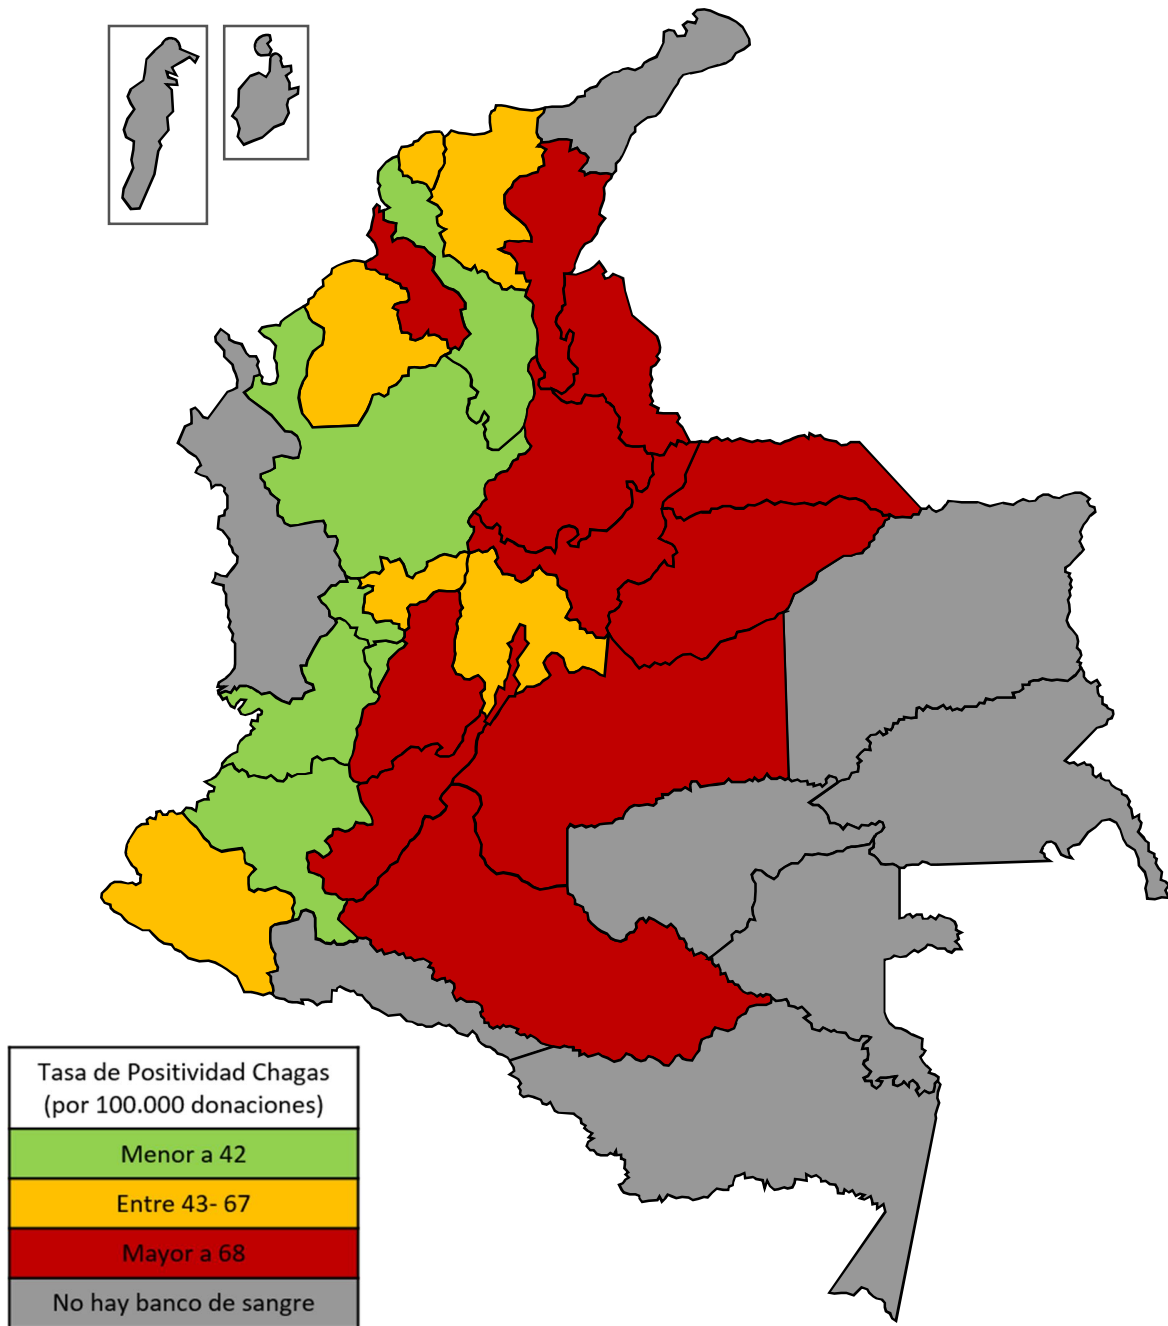 Tasa de Positividad Chagas
(por 100.000 donaciones)
Menor a 42
Entre 43- 67
Mayor a 68
No hay banco de sangre